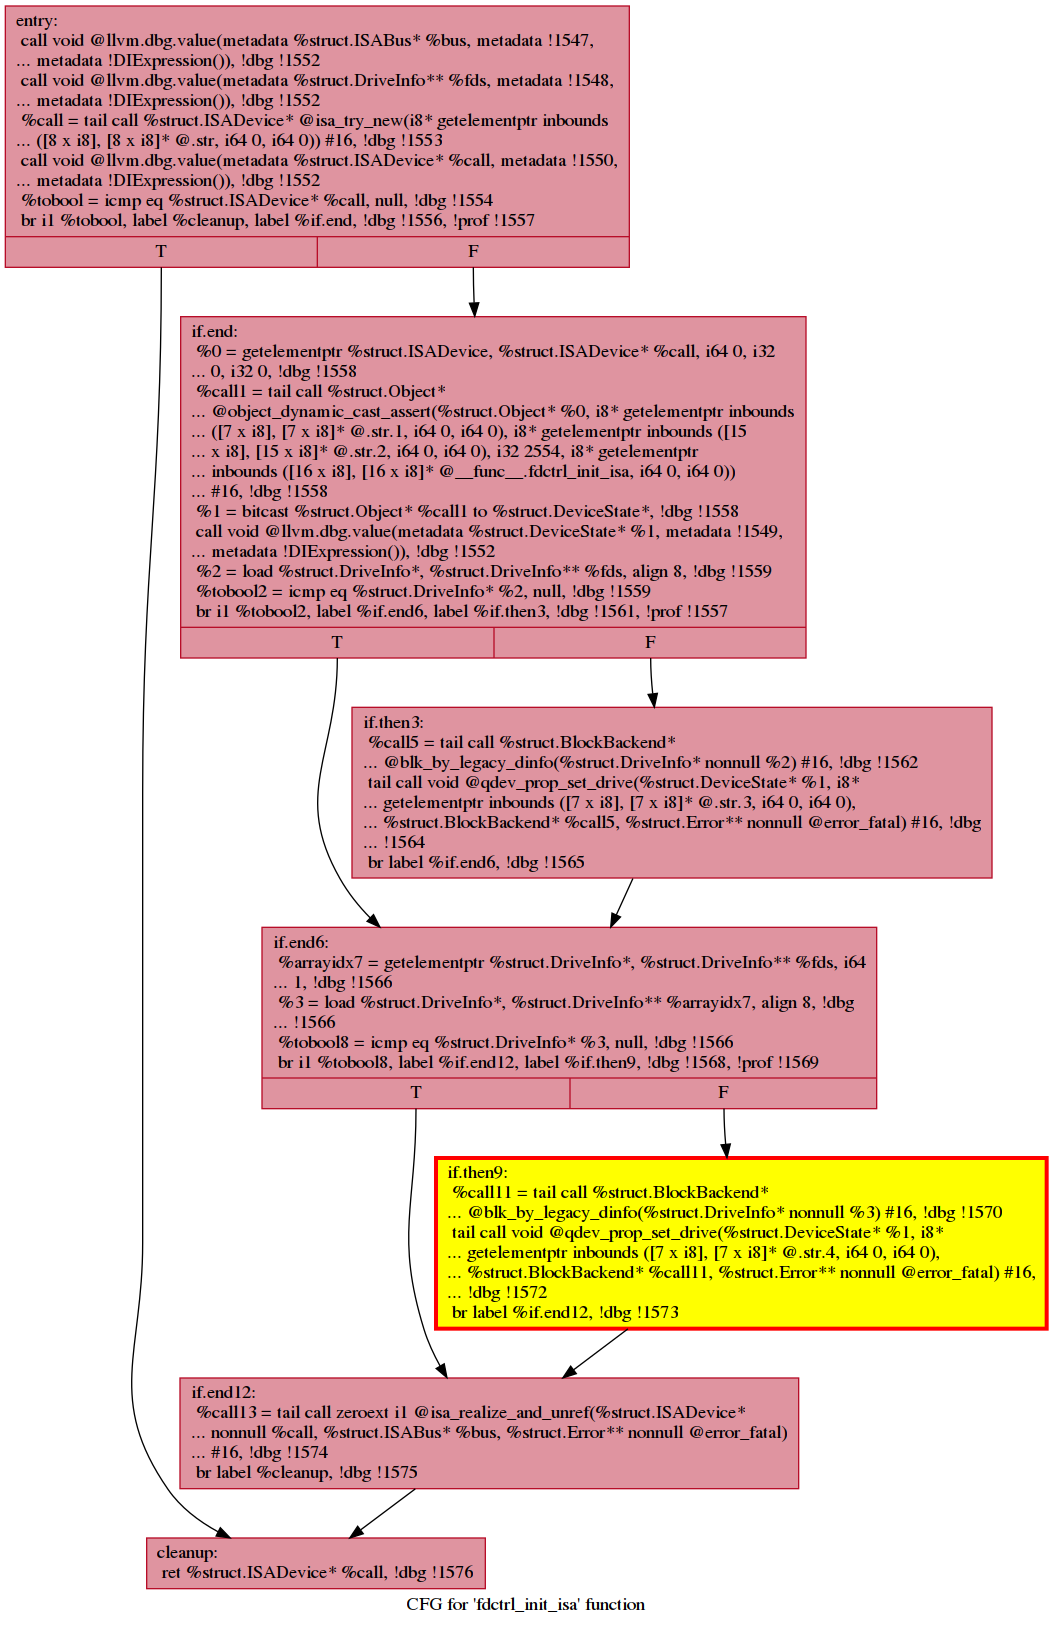 entry:
call void @llvm.dbg.value(metadata %struct.ISABus* %bus, metadata !1547,
... metadata !DIExpression()), !dbg !1552
call void @llvm.dbg.value(metadata %struct.DriveInfo** %fds, metadata !1548,
... metadata !DIExpression()), !dbg !1552
%call = tail call %struct.ISADevice* @isa_try_new(i8* getelementptr inbounds
... ([8 x i8], [8 x i8]* @.str, i64 0, i64 0)) #16, !dbg !1553
call void @llvm.dbg.value(metadata %struct.ISADevice* %call, metadata !1550,
... metadata !DIExpression()), !dbg !1552
%tobool = icmp eq %struct.ISADevice* %call, null, !dbg !1554
br i1 %tobool, label %cleanup, label %if.end, !dbg !1556, !prof !1557
T F
if.end:
%0 = getelementptr %struct.ISADevice, %struct.ISADevice* %call, i64 0, i32
... 0, i32 0, !dbg !1558
%call1 = tail call %struct.Object*
... @object_dynamic_cast_assert(%struct.Object* %0, i8* getelementptr inbounds
... ([7 x i8], [7 x i8]* @.str.1, i64 0, i64 0), i8* getelementptr inbounds ([15
... x i8], [15 x i8]* @.str.2, i64 0, i64 0), i32 2554, i8* getelementptr
... inbounds ([16 x i8], [16 x i8]* @__func__.fdctrl_init_isa, i64 0, i64 0))
... #16, !dbg !1558
%1 = bitcast %struct.Object* %call1 to %struct.DeviceState*, !dbg !1558
call void @llvm.dbg.value(metadata %struct.DeviceState* %1, metadata !1549,
... metadata !DIExpression()), !dbg !1552
%2 = load %struct.DriveInfo*, %struct.DriveInfo** %fds, align 8, !dbg !1559
%tobool2 = icmp eq %struct.DriveInfo* %2, null, !dbg !1559
br i1 %tobool2, label %if.end6, label %if.then3, !dbg !1561, !prof !1557
T F
if.then3:
%call5 = tail call %struct.BlockBackend*
... @blk_by_legacy_dinfo(%struct.DriveInfo* nonnull %2) #16, !dbg !1562
tail call void @qdev_prop_set_drive(%struct.DeviceState* %1, i8*
... getelementptr inbounds ([7 x i8], [7 x i8]* @.str.3, i64 0, i64 0),
... %struct.BlockBackend* %call5, %struct.Error** nonnull @error_fatal) #16, !dbg
... !1564
br label %if.end6, !dbg !1565
if.end6:
%arrayidx7 = getelementptr %struct.DriveInfo*, %struct.DriveInfo** %fds, i64
... 1, !dbg !1566
%3 = load %struct.DriveInfo*, %struct.DriveInfo** %arrayidx7, align 8, !dbg
... !1566
%tobool8 = icmp eq %struct.DriveInfo* %3, null, !dbg !1566
br i1 %tobool8, label %if.end12, label %if.then9, !dbg !1568, !prof !1569
T F
if.then9:
%call11 = tail call %struct.BlockBackend*
... @blk_by_legacy_dinfo(%struct.DriveInfo* nonnull %3) #16, !dbg !1570
tail call void @qdev_prop_set_drive(%struct.DeviceState* %1, i8*
... getelementptr inbounds ([7 x i8], [7 x i8]* @.str.4, i64 0, i64 0),
... %struct.BlockBackend* %call11, %struct.Error** nonnull @error_fatal) #16,
... !dbg !1572
br label %if.end12, !dbg !1573
if.end12:
%call13 = tail call zeroext i1 @isa_realize_and_unref(%struct.ISADevice*
... nonnull %call, %struct.ISABus* %bus, %struct.Error** nonnull @error_fatal)
... #16, !dbg !1574
br label %cleanup, !dbg !1575
cleanup:
ret %struct.ISADevice* %call, !dbg !1576
CFG for 'fdctrl_init_isa' function